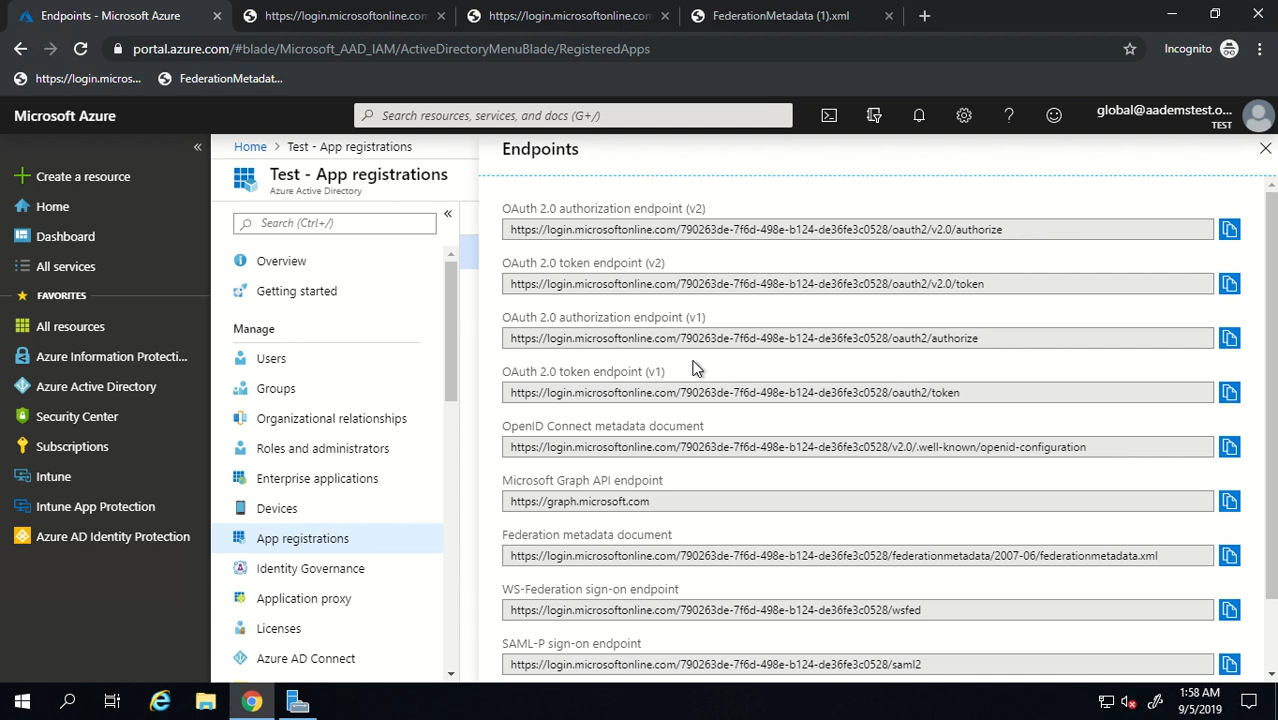 Endpoints - Microsoft Azure
https://login.microsoftonline.com
https://login.microsoftonline.com
FederationMetadata (1).xml
portal.azure.com/#blade/Microsoft_AAD_IAM/ActiveDirectoryMenuBlade/RegisteredApps
Incognito
https://login.micros...
FederationMetadat...
Microsoft Azure
Search resources, services, and docs (G+/)
global@aademstest.o...
TEST
Create a resource
Home
Dashboard
All services
FAVORITES
All resources
Azure Information Protecti...
Azure Active Directory
Security Center
Subscriptions
Intune
Intune App Protection
Azure AD Identity Protection
Home > Test - App registrations
Test - App registrations
Azure Active Directory
Search (Ctrl+/)
Overview
Getting started
Manage
Users
Groups
Organizational relationships
Roles and administrators
Enterprise applications
Devices
App registrations
Identity Governance
Application proxy
Licenses
Azure AD Connect
Endpoints
OAuth 2.0 authorization endpoint (v2)
https://login.microsoftonline.com/790263de-7f6d-498e-b124-de36fe3c0528/oauth2/v2.0/authorize
OAuth 2.0 token endpoint (v2)
https://login.microsoftonline.com/790263de-7f6d-498e-b124-de36fe3c0528/oauth2/v2.0/token
OAuth 2.0 authorization endpoint (v1)
https://login.microsoftonline.com/790263de-7f6d-498e-b124-de36fe3c0528/oauth2/authorize
OAuth 2.0 token endpoint (v1)
https://login.microsoftonline.com/790263de-7f6d-498e-b124-de36fe3c0528/oauth2/token
OpenID Connect metadata document
https://login.microsoftonline.com/790263de-7f6d-498e-b124-de36fe3c0528/v2.0/.well-known/openid-configuration
Microsoft Graph API endpoint
https://graph.microsoft.com
Federation metadata document
https://login.microsoftonline.com/790263de-7f6d-498e-b124-de36fe3c0528/federationmetadata/2007-06/federationmetadata.xml
WS-Federation sign-on endpoint
https://login.microsoftonline.com/790263de-7f6d-498e-b124-de36fe3c0528/wsfed
SAML-P sign-on endpoint
https://login.microsoftonline.com/790263de-7f6d-498e-b124-de36fe3c0528/saml2
1:58 AM
9/5/2019